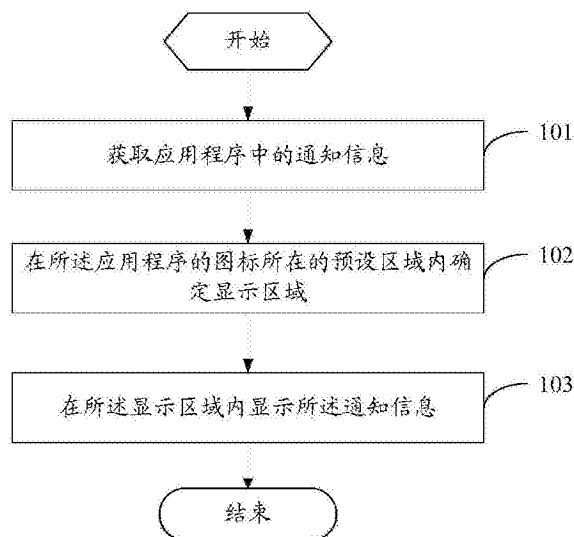 开始
获取应用程序中的通知信息
101
在所述应用程序的图标所在的预设区域内确
定显示区域
102
在所述显示区域内显示所述通知信息
103
结束